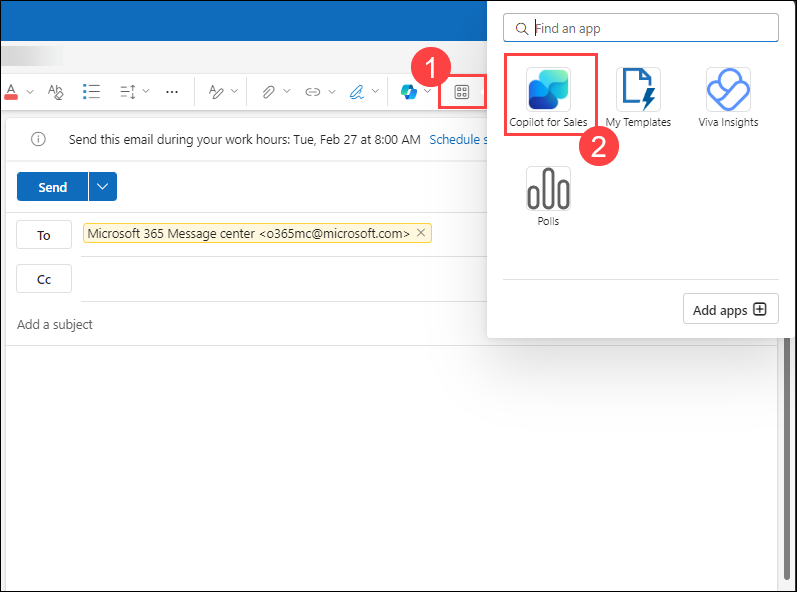 Find an app
1
A
Ab
Copilot for Sales
My Templates
Viva Insights
2
Send this email during your work hours: Tue, Feb 27 at 8:00 AM Schedule s
Send
Polls
To
Microsoft 365 Message center <o365mc@microsoft.com>
Cc
Add apps
Add a subject